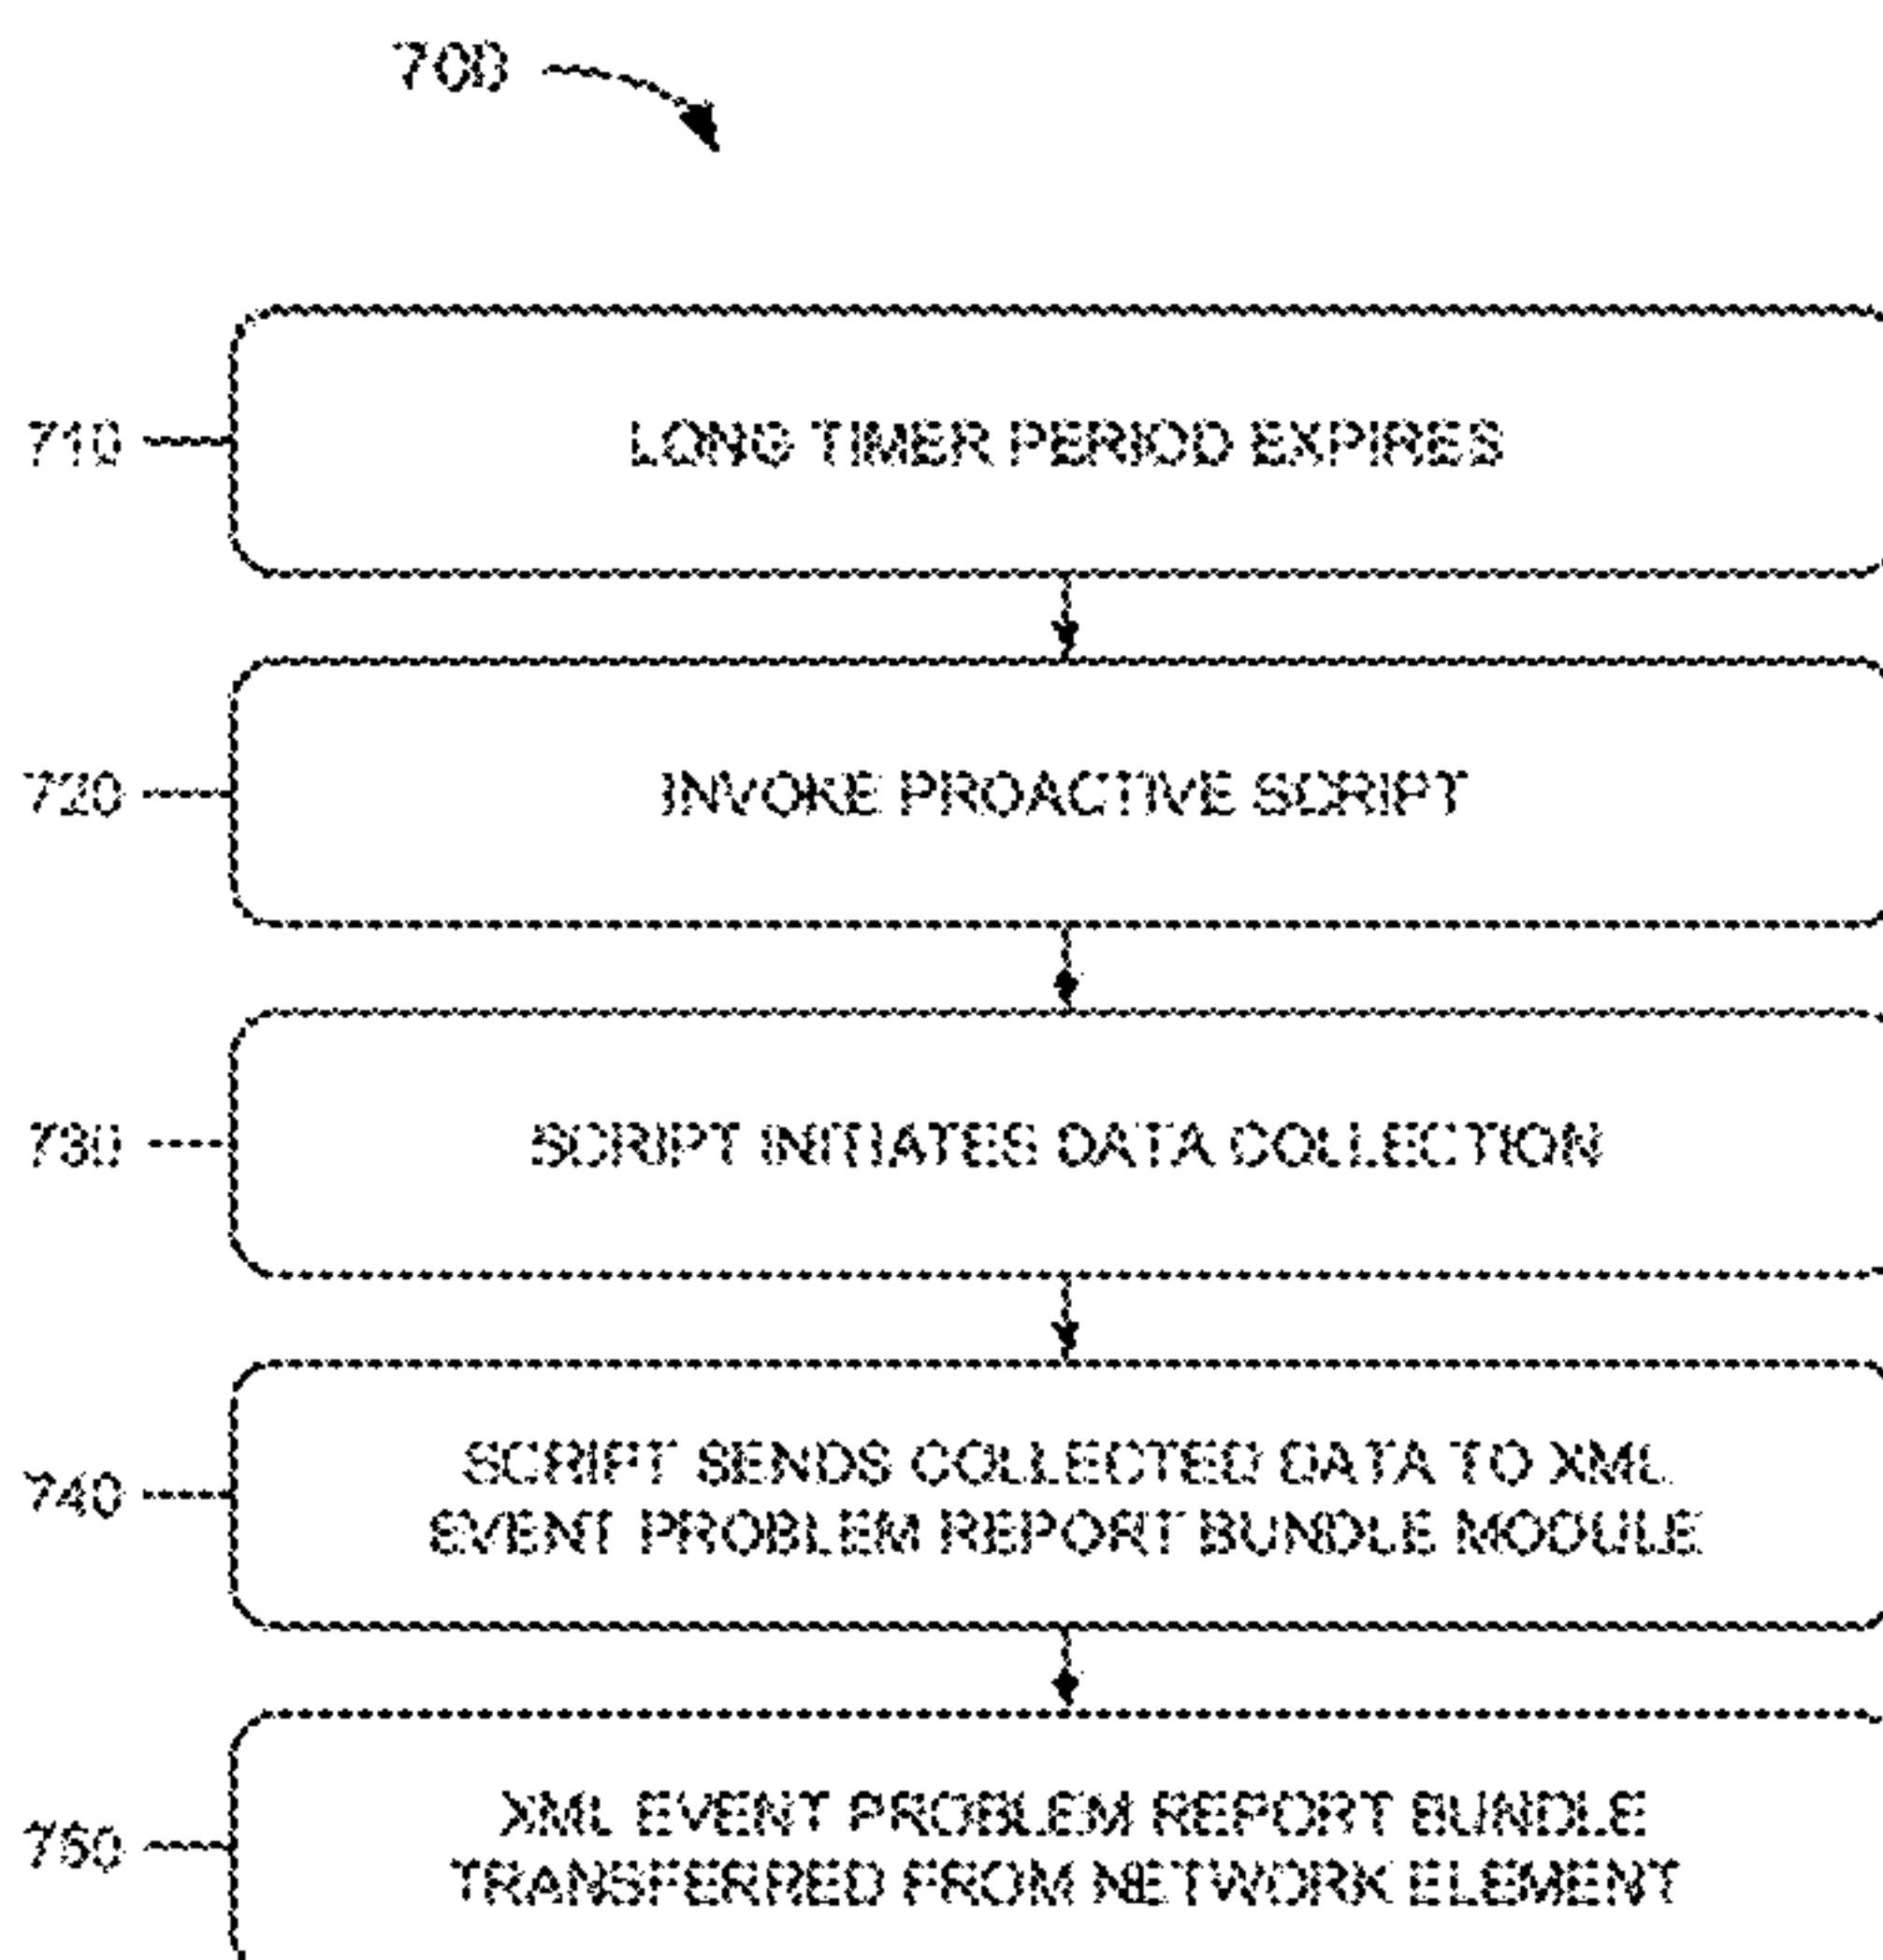 700
710
LONG TIMER PERIOD EXPIRES
720
INVOKE PROACTIVE SCRIPT
730
SCRIPT INITIATES DATA COLLECTION
740
SCRIPT SENDS COLLECTED DATA TO XML
EVENT PROBLEM REPORT BUNDLE MODULE
750
XML EVENT PROBLEM REPORT BUNDLE
TRANSFERRED FROM NETWORK ELEMENT